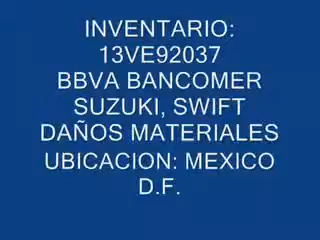 INVENTARIO:
13VE92037
BBVA BANCOMER
SUZUKI, SWIFT
DAÑOS MATERIALES
UBICACION: MEXICO
D.F.